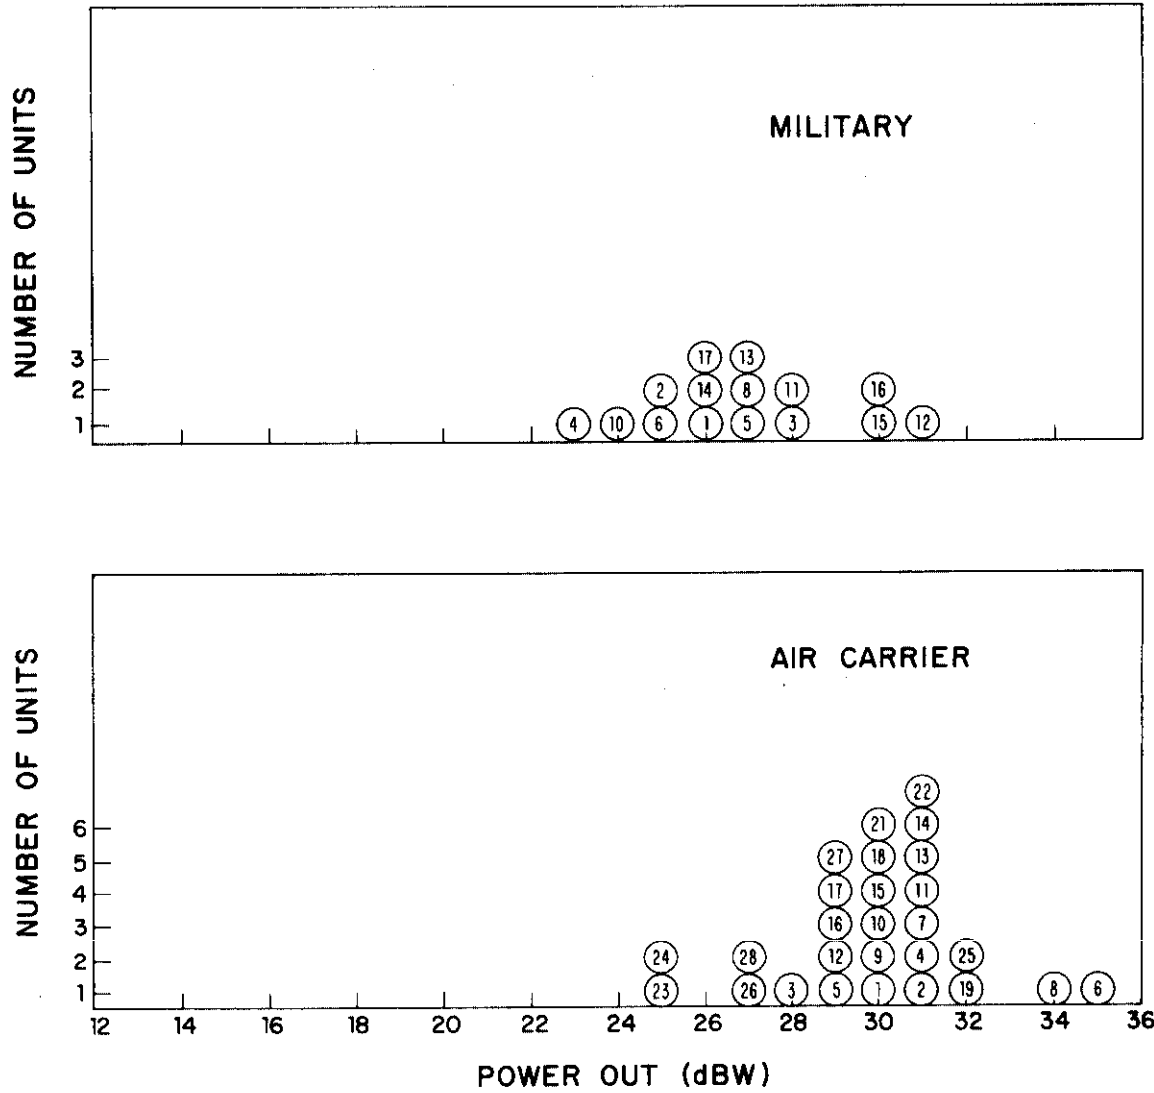 MILITARY
NUMBER OF UNITS
3 17 13
2 2 14 8 11 16
1 4 10 6 1 5 3 15 12
AIR CARRIER
NUMBER OF UNITS
22
6 21 14
5 27 18 13
4 17 15 11
3 16 10 7
2 24 28 12 9 4 25
1 23 26 3 5 1 2 19 8 6
12 14 16 18 20 22 24 26 28 30 32 34 36
POWER OUT (dBW)